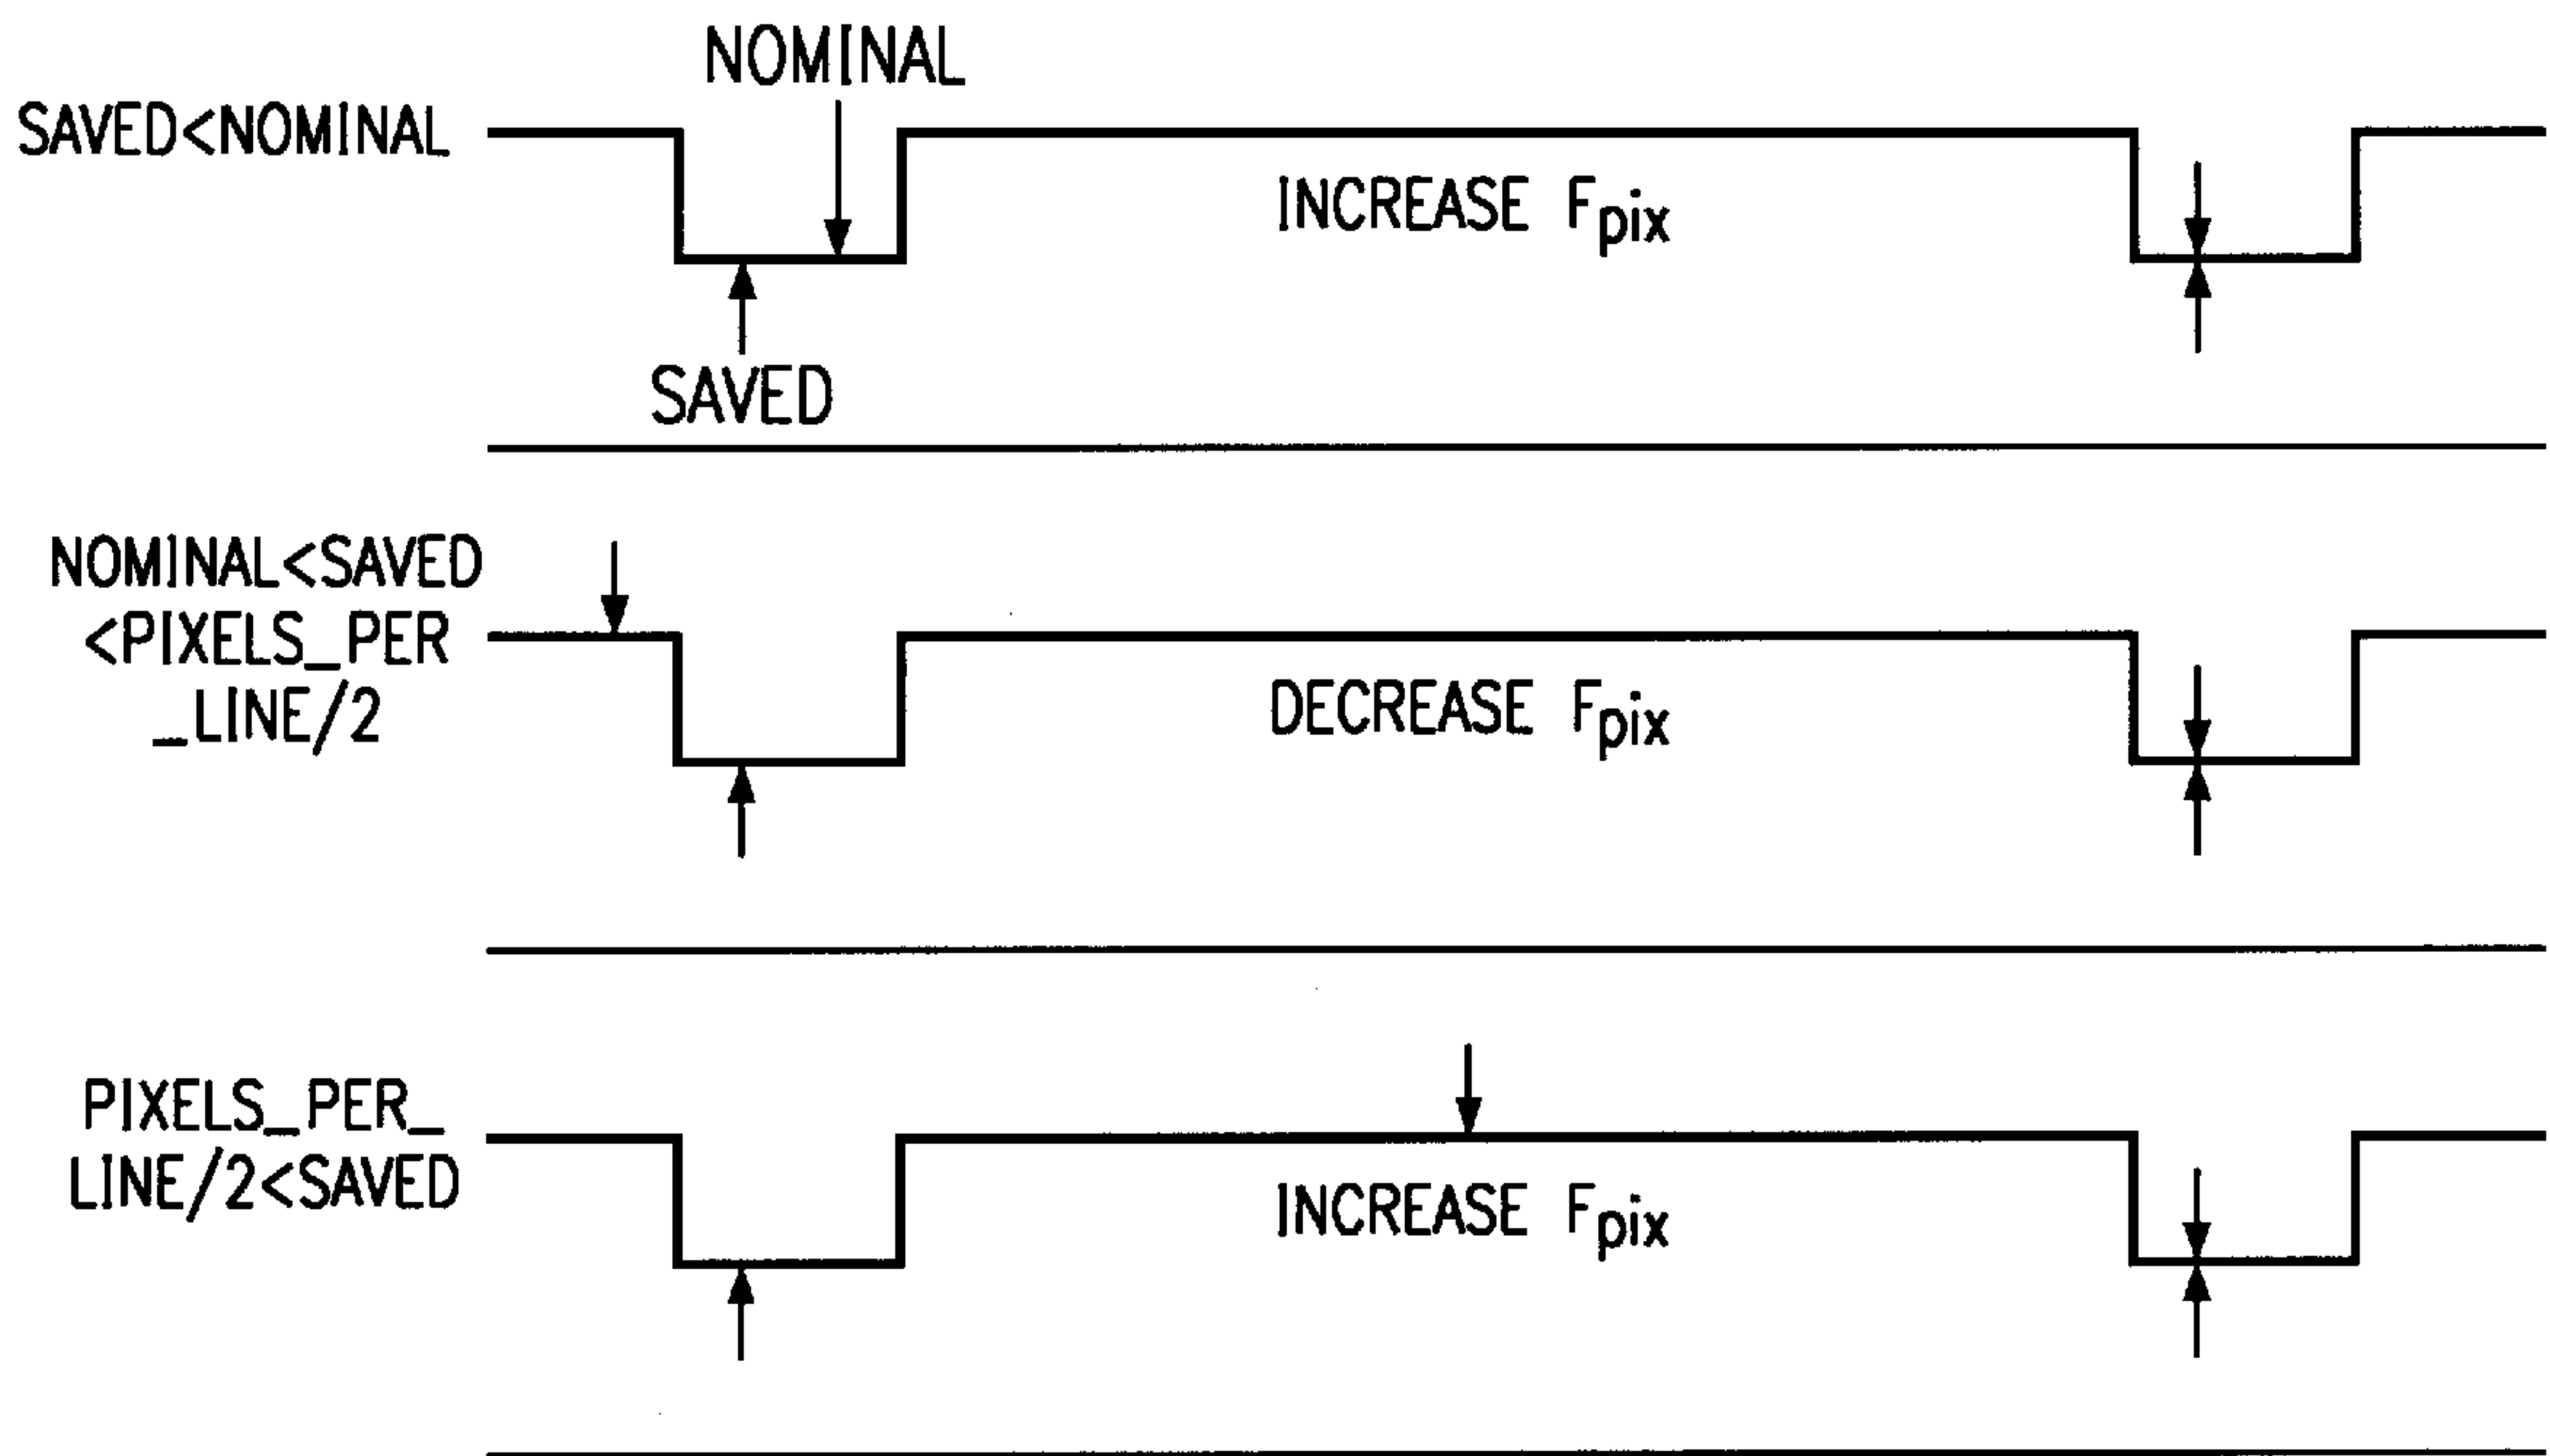 NOMINAL
SAVED<NOMINAL
INCREASE Fpix
SAVED
NOMINAL<SAVED
<PIXELS_PER
_LINE/2
DECREASE Fpix
PIXELS_PER_
LINE/2<SAVED
INCREASE Fpix